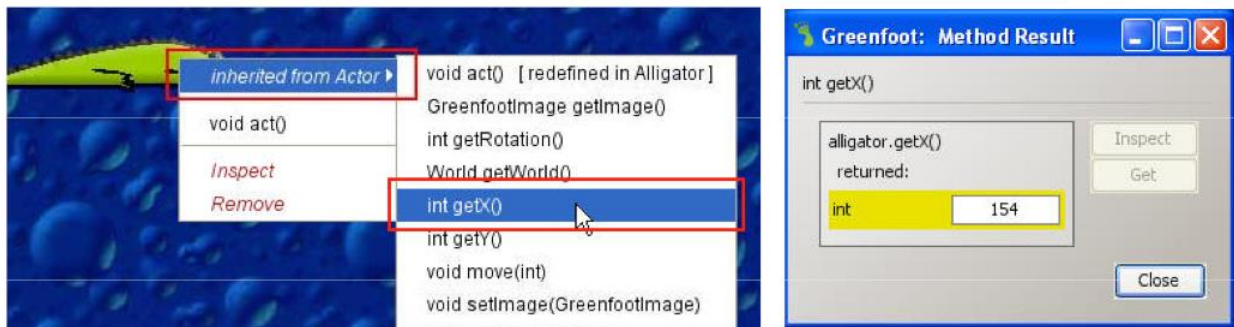 inherited from Actor
void act()
Inspect
Remove
void act() [ redefined in Alligator ]
GreenfootImage getImage()
int getRotation()
World getWorld()
int getX()
int getY()
void move(int)
void setImage(GreenfootImage)
Greenfoot: Method Result
int getX()
alligator.getX()
returned:
int 154
Inspect
Get
Close